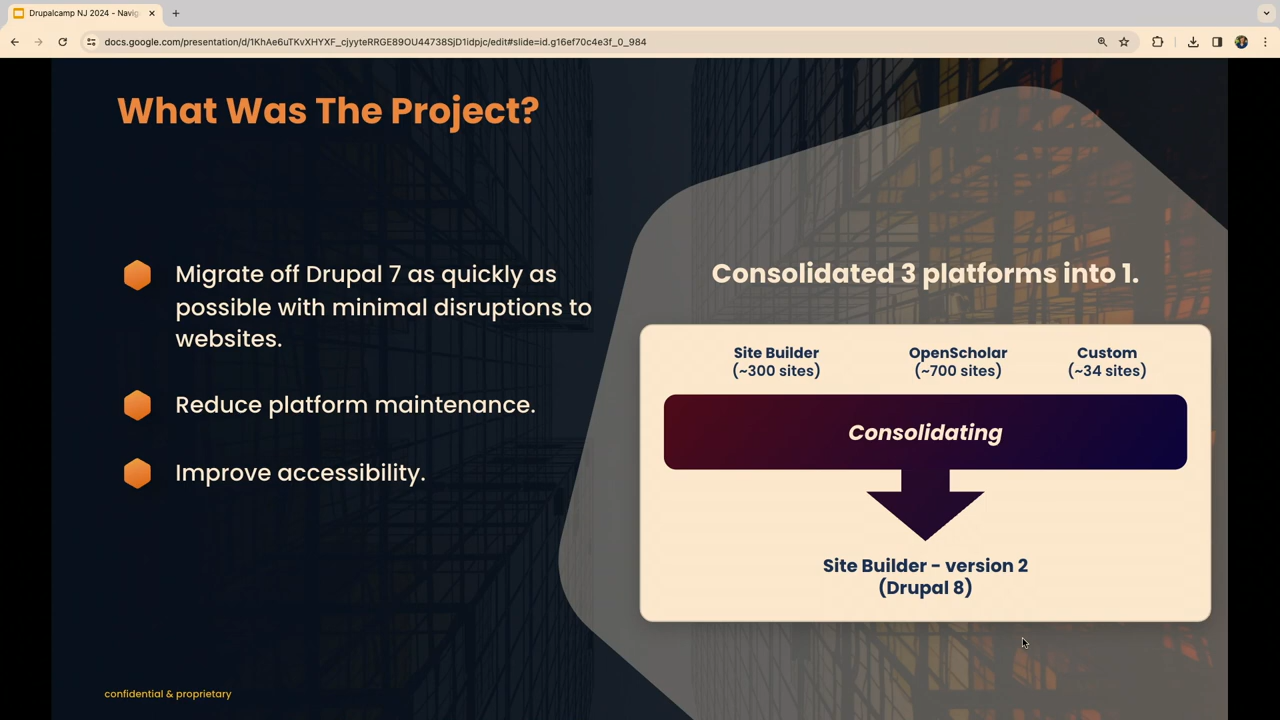 Drupalcamp NJ 2024 - Navig
docs.google.com/presentation/d/1KhAe6uTKvXHYXF_cjyyteRRGE89OU44738SjD1idpjc/edit#slide=id.g16ef70c4e3f_0_984
What Was The Project?
Migrate off Drupal 7 as quickly as
possible with minimal disruptions to
websites.
Reduce platform maintenance.
Improve accessibility.
Consolidated 3 platforms into 1.
Site Builder
(~300 sites)
OpenScholar
(~700 sites)
Custom
(~34 sites)
Consolidating
Site Builder - version 2
(Drupal 8)
confidential & proprietary